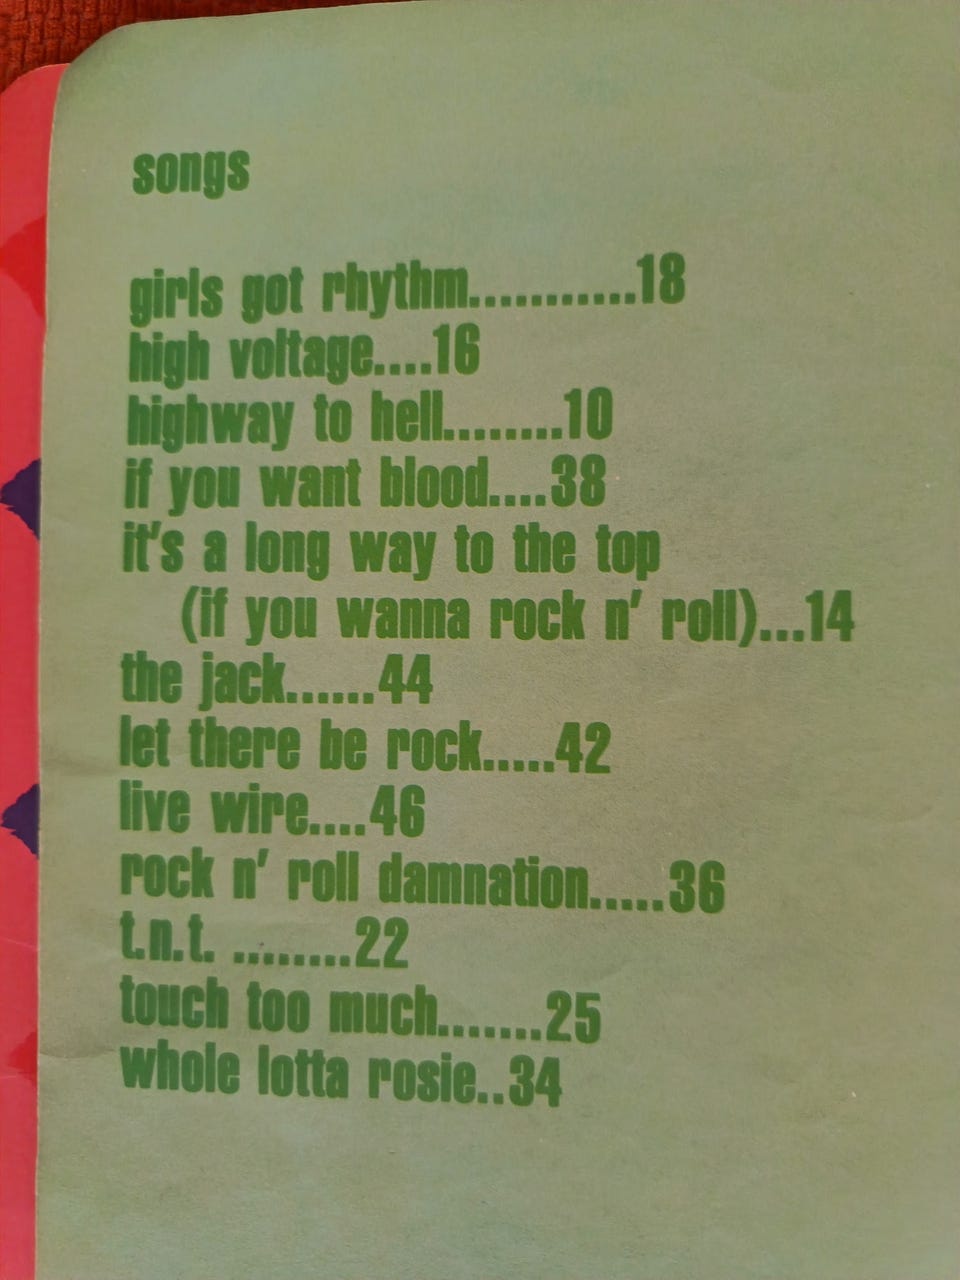 songs
girls got rhythm...........18
high voltage....16
highway to hell........10
if you want blood....38
it's a long way to the top
(if you wanna rock n' roll)...14
the jack......44
let there be rock.....42
live wire....46
rock n' roll damnation.....36
t.n.t. ........22
touch too much.......25
whole lotta rosie..34